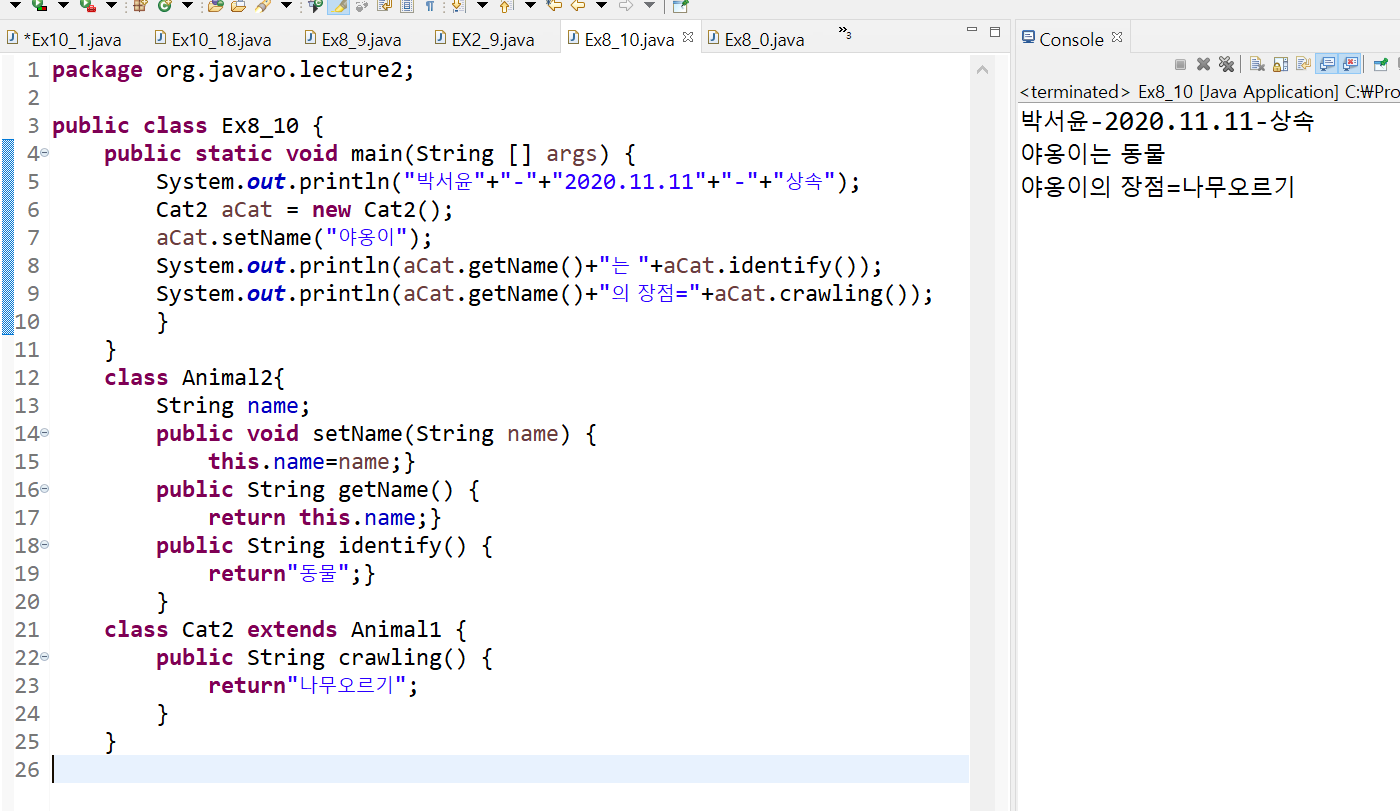 *Ex10_1.java Ex10_18.java Ex8_9.java EX2_9.java Ex8_10.java Ex8_0.java »3
1 package org.javaro.lecture2;
2
3 public class Ex8_10 {
4 public static void main(String [] args) {
5 System.out.println("박서윤"+"-"+"2020.11.11"+"-"+"상속");
6 Cat2 aCat = new Cat2();
7 aCat.setName("야옹이");
8 System.out.println(aCat.getName()+"는 "+aCat.identify());
9 System.out.println(aCat.getName()+"의 장점="+aCat.crawling());
10 }
11 }
12 class Animal2{
13 String name;
14 public void setName(String name) {
15 this.name=name;}
16 public String getName() {
17 return this.name;}
18 public String identify() {
19 return"동물";}
20 }
21 class Cat2 extends Animal1 {
22 public String crawling() {
23 return"나무오르기";
24 }
25 }
26
Console
<terminated> Ex8_10 [Java Application] C:₩Pro
박서윤-2020.11.11-상속
야옹이는 동물
야옹이의 장점=나무오르기